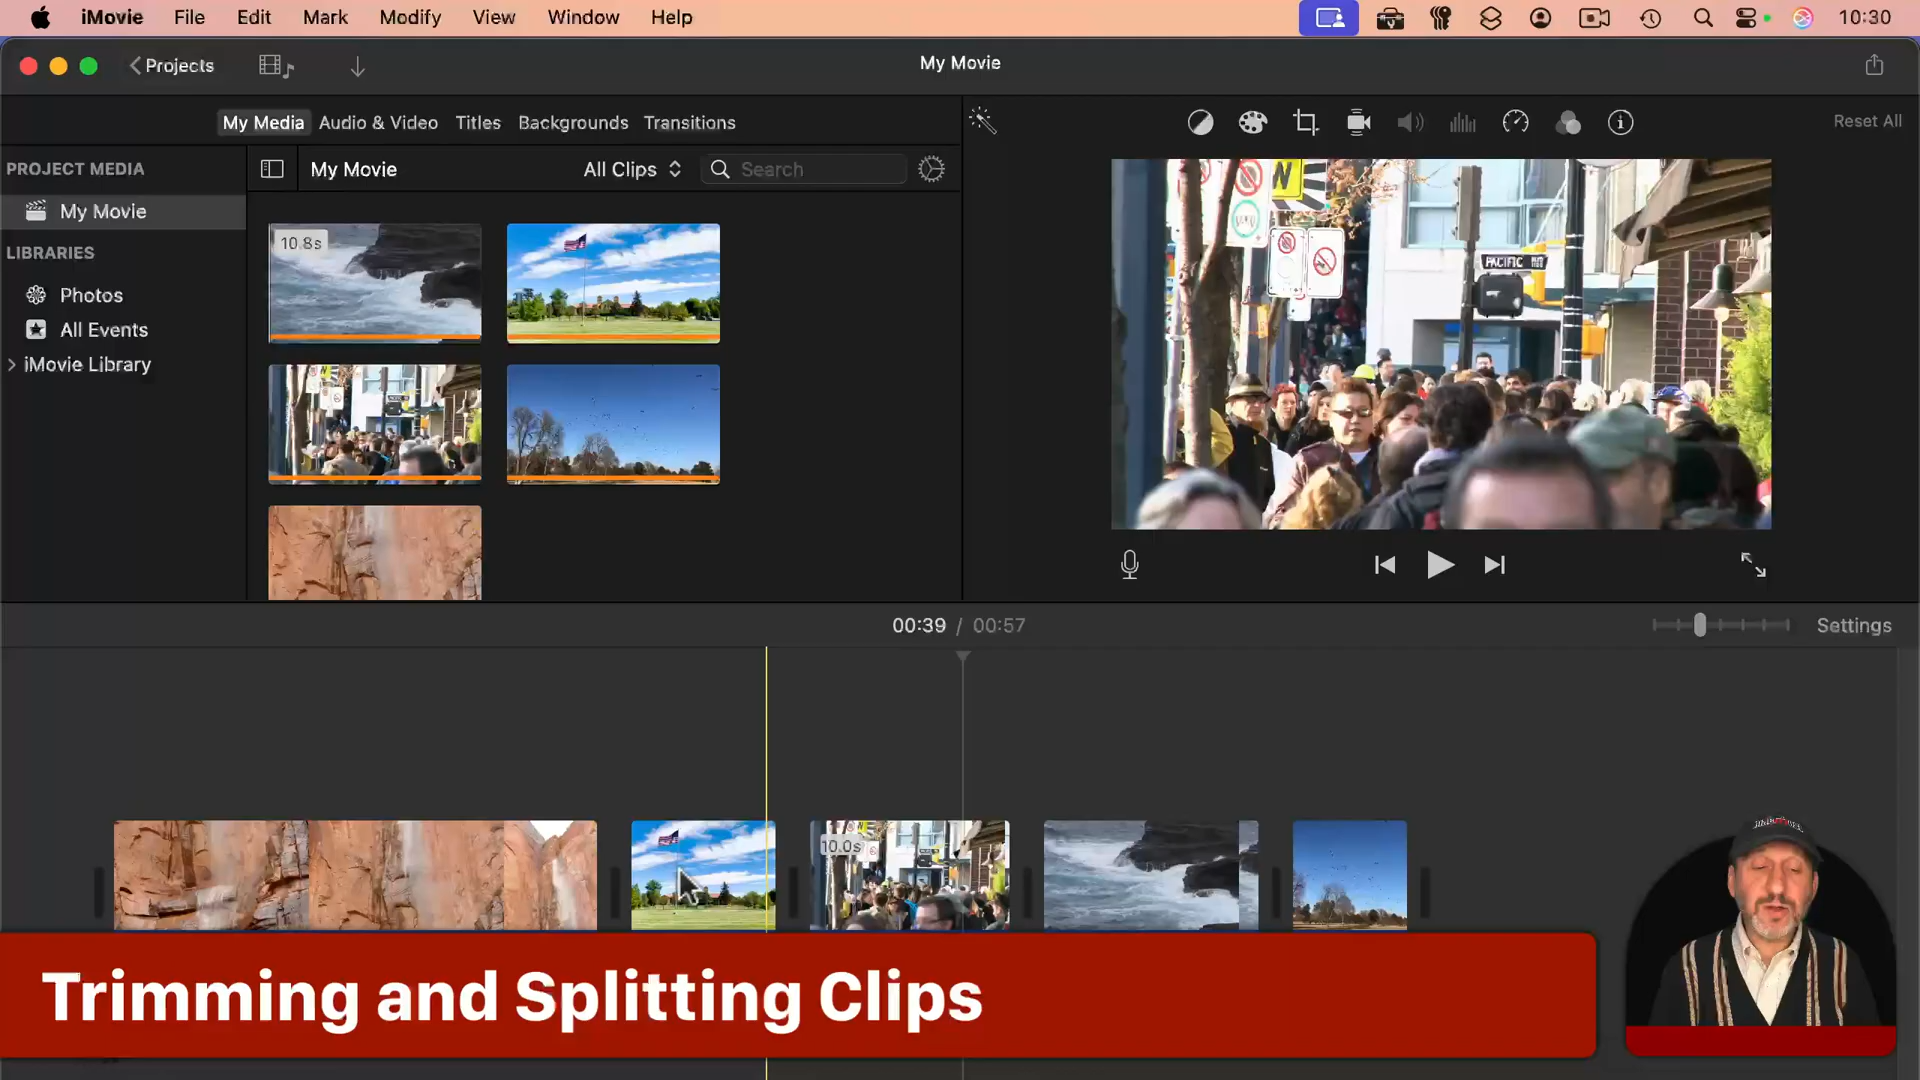 iMovie File Edit Mark Modify View Window Help 10:30
Projects My Movie
My Media Audio & Video Titles Backgrounds Transitions Reset All
PROJECT MEDIA
My Movie
LIBRARIES
Photos
All Events
iMovie Library
My Movie All Clips Search
10.8s
PACIFIC
00:39 / 00:57 Settings
10.0s
Trimming and Splitting Clips